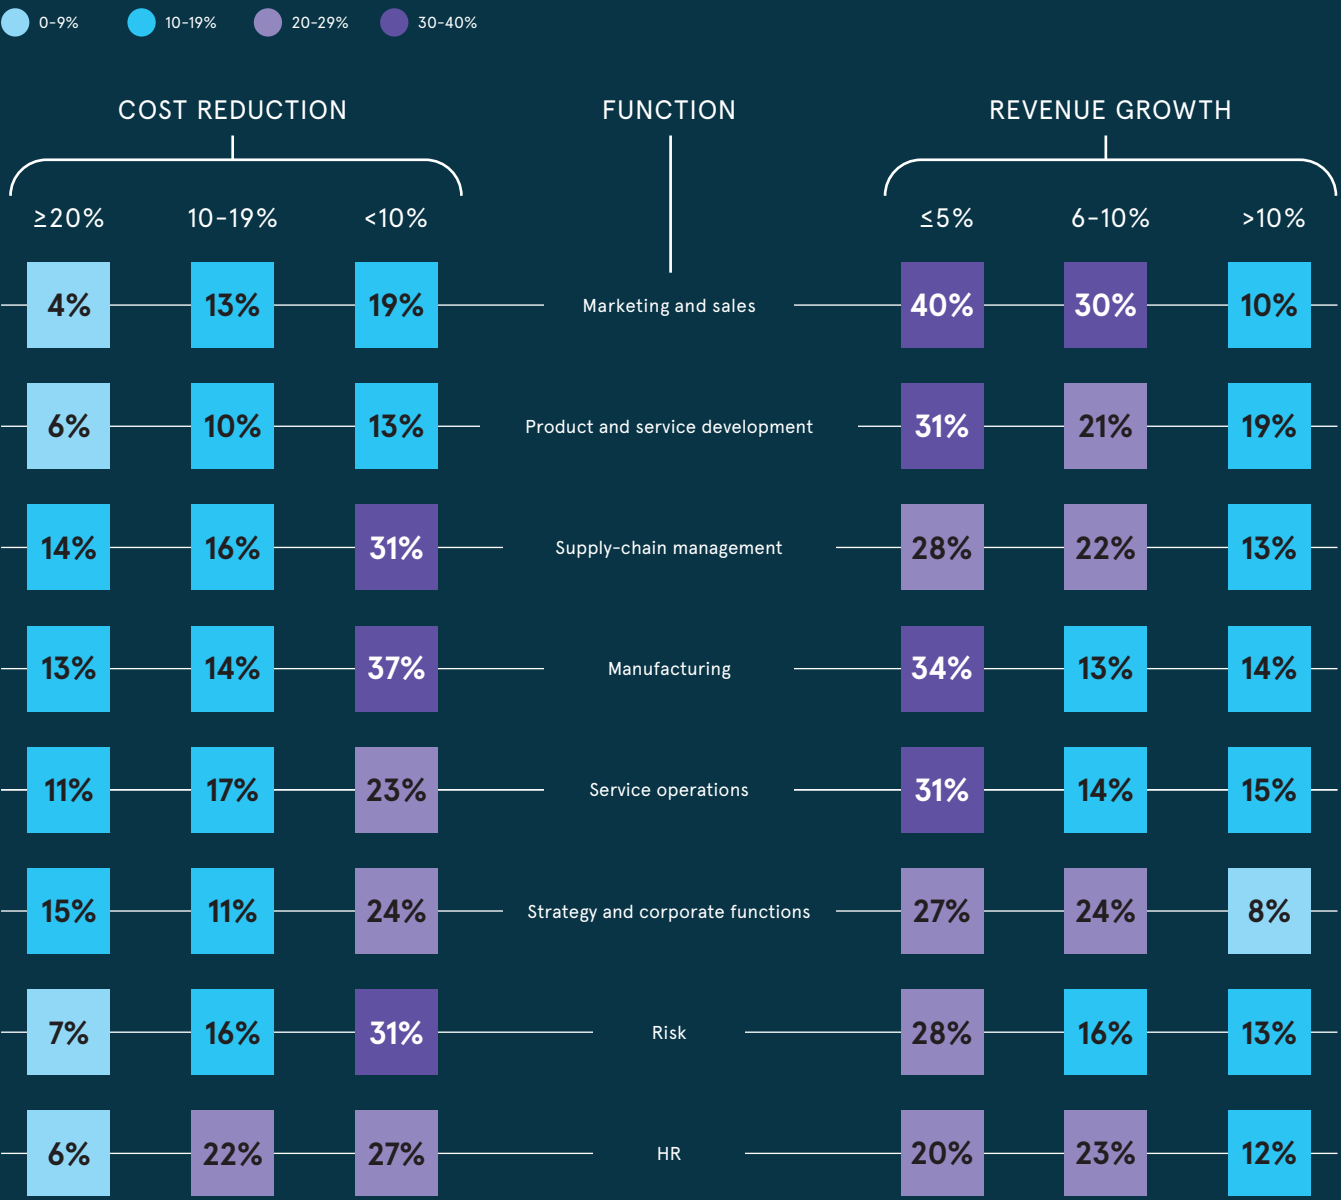 0-9% 10-19% 20-29% 30-40%
COST REDUCTION FUNCTION REVENUE GROWTH
≥20% 10-19% <10% ≤5% 6-10% >10%
4% 13% 19% Marketing and sales 40% 30% 10%
6% 10% 13% Product and service development 31% 21% 19%
14% 16% 31% Supply-chain management 28% 22% 13%
13% 14% 37% Manufacturing 34% 13% 14%
11% 17% 23% Service operations 31% 14% 15%
15% 11% 24% Strategy and corporate functions 27% 24% 8%
7% 16% 31% Risk 28% 16% 13%
6% 22% 27% HR 20% 23% 12%